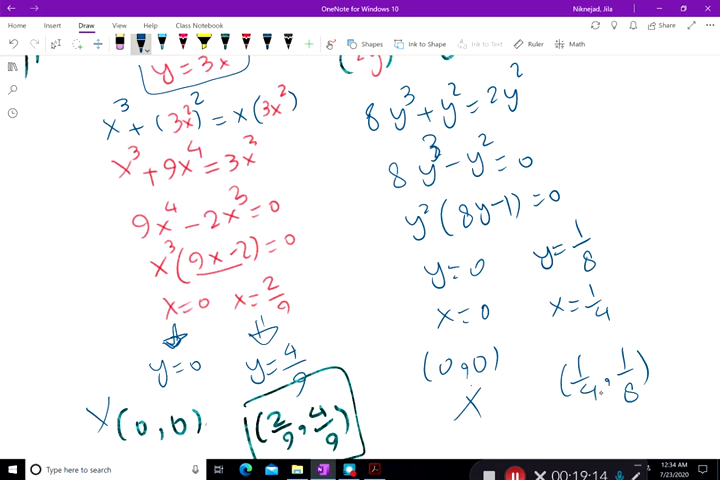 OneNote for Windows 10
Niknejad, Jila
Home Insert Draw View Help Class Notebook
Share
Shapes Ink to Shape Ink to Text Ruler Math
y = 3x
x³ + (3x²)² = x(3x²)
x³ + 9x⁴ = 3x³
9x⁴ - 2x³ = 0
x³(9x-2) = 0
x=0 x=2/9
y=0 y=4/9
X (0,0) (2/9, 4/9)
(2y)
8y³ + y² = 2y²
8y³ - y² = 0
y²(8y-1) = 0
y=0 y=1/8
x=0 x=1/4
(0,0) (1/4, 1/8)
X
Type here to search
12:34 AM
7/23/2020
00:19:14